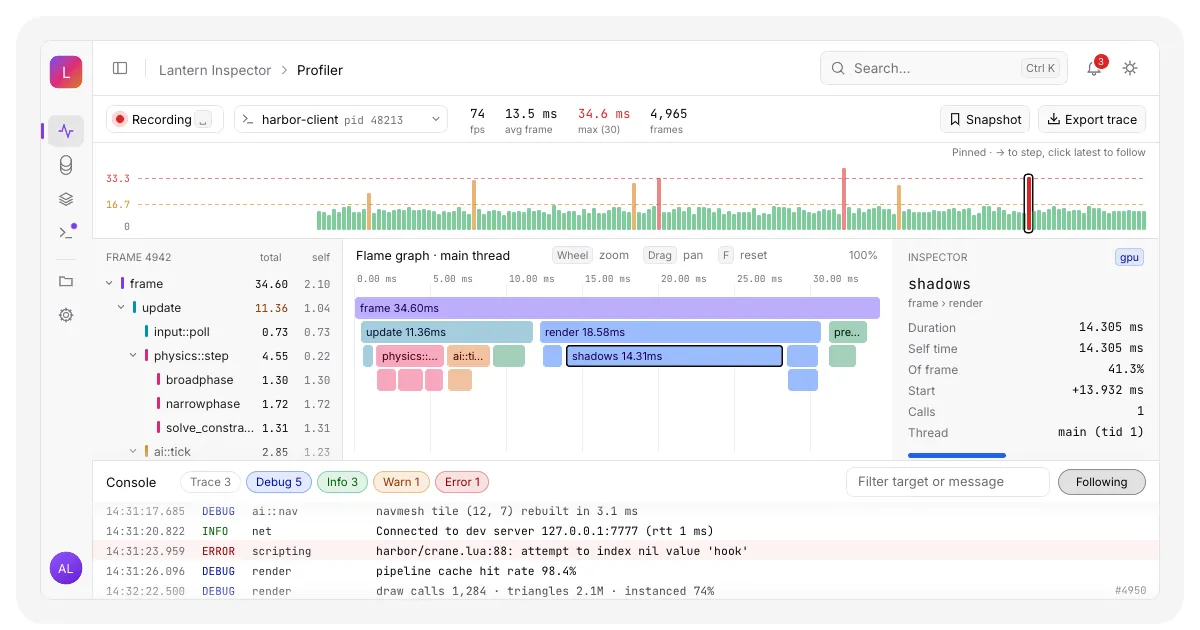 L
Lantern Inspector > Profiler
Search...
Ctrl K
3
Recording ␣
harbor-client pid 48213
74
fps
13.5 ms
avg frame
34.6 ms
max (30)
4,965
frames
Snapshot
Export trace
Pinned · → to step, click latest to follow
33.3
16.7
0
FRAME 4942 total self
frame 34.60 2.10
update 11.36 1.04
input::poll 0.73 0.73
physics::step 4.55 0.22
broadphase 1.30 1.30
narrowphase 1.72 1.72
solve_constra... 1.31 1.31
ai::tick 2.85 1.23
Flame graph · main thread
Wheel zoom Drag pan F reset
100%
0.00 ms 5.00 ms 10.00 ms 15.00 ms 20.00 ms 25.00 ms 30.00 ms
frame 34.60ms
update 11.36ms render 18.58ms pre...
physics::... ai::ti... shadows 14.31ms
INSPECTOR gpu
shadows
frame › render
Duration 14.305 ms
Self time 14.305 ms
Of frame 41.3%
Start +13.932 ms
Calls 1
Thread main (tid 1)
Console
Trace 3 Debug 5 Info 3 Warn 1 Error 1
Filter target or message
Following
14:31:17.685 DEBUG ai::nav navmesh tile (12, 7) rebuilt in 3.1 ms
14:31:20.822 INFO net Connected to dev server 127.0.0.1:7777 (rtt 1 ms)
14:31:23.959 ERROR scripting harbor/crane.lua:88: attempt to index nil value 'hook'
14:31:26.096 DEBUG render pipeline cache hit rate 98.4%
14:32:22.500 DEBUG render draw calls 1,284 · triangles 2.1M · instanced 74%
#4950
AL